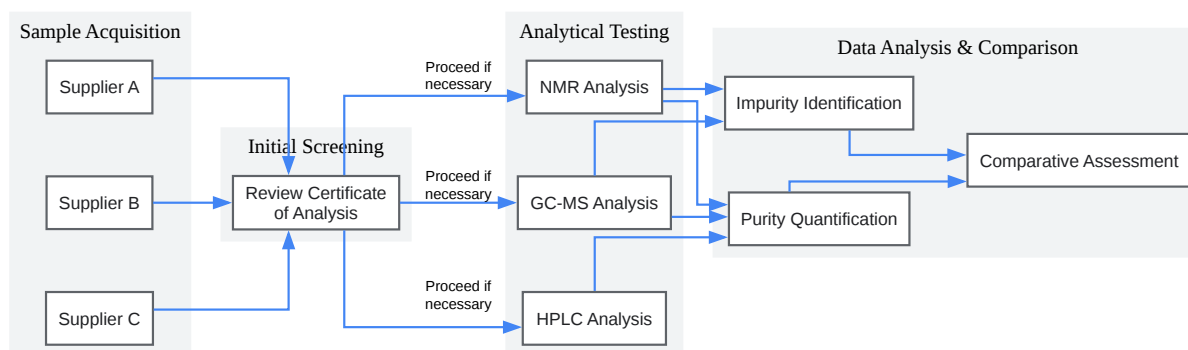 Sample Acquisition
Supplier A
Supplier B
Supplier C
Initial Screening
Review Certificate
of Analysis
Proceed if
necessary
Proceed if
necessary
Proceed if
necessary
Analytical Testing
NMR Analysis
GC-MS Analysis
HPLC Analysis
Data Analysis & Comparison
Impurity Identification
Purity Quantification
Comparative Assessment